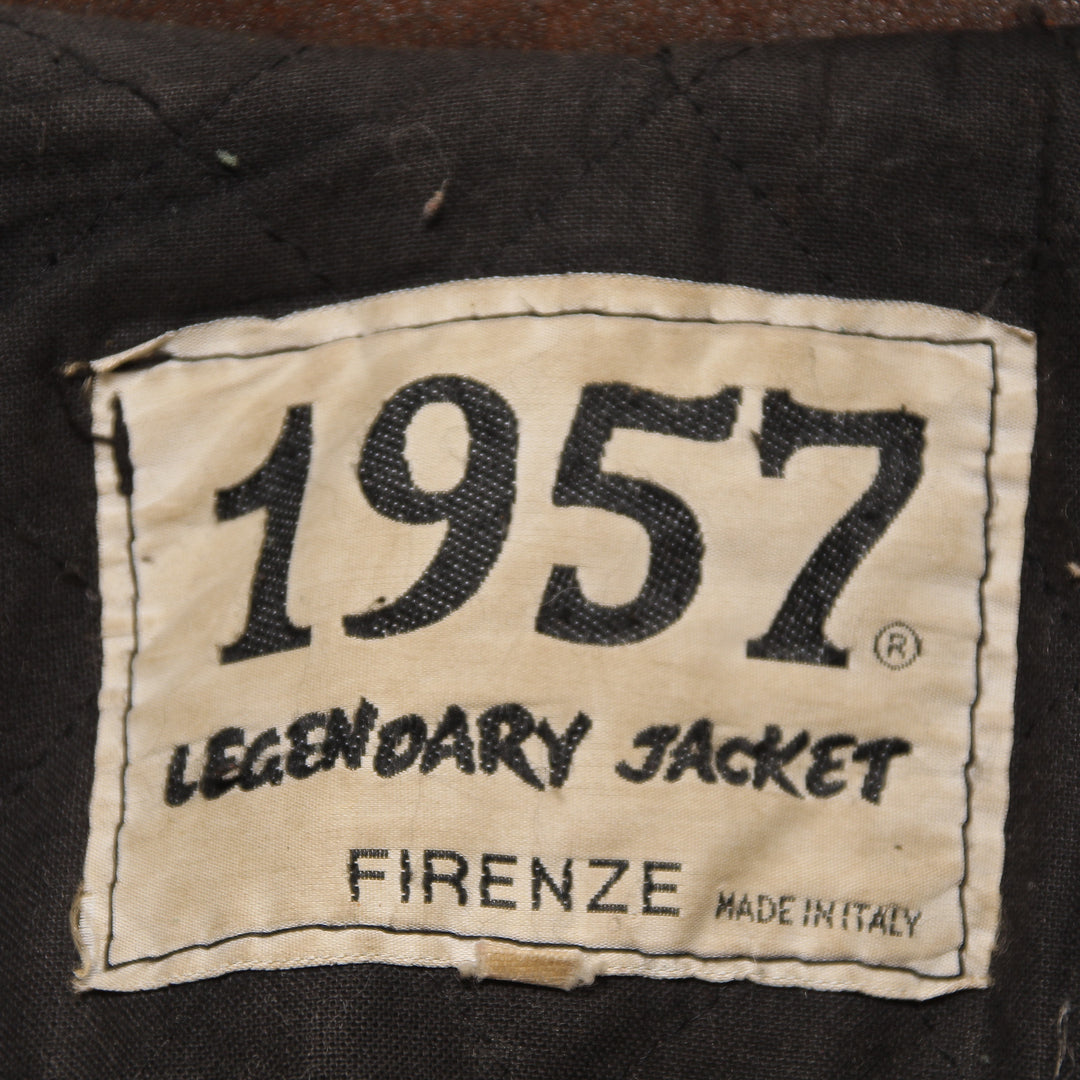 1957®
LEGENDARY JACKET
FIRENZE MADE IN ITALY